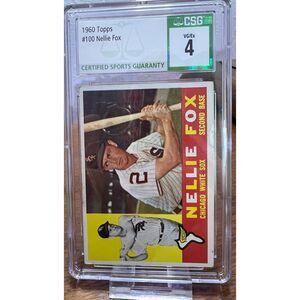 1960 Topps
#100 Nellie Fox
CERTIFIED SPORTS GUARANTY
CSG
VG/Ex
4
2
NELLIE FOX
CHICAGO WHITE SOX
SECOND BASE